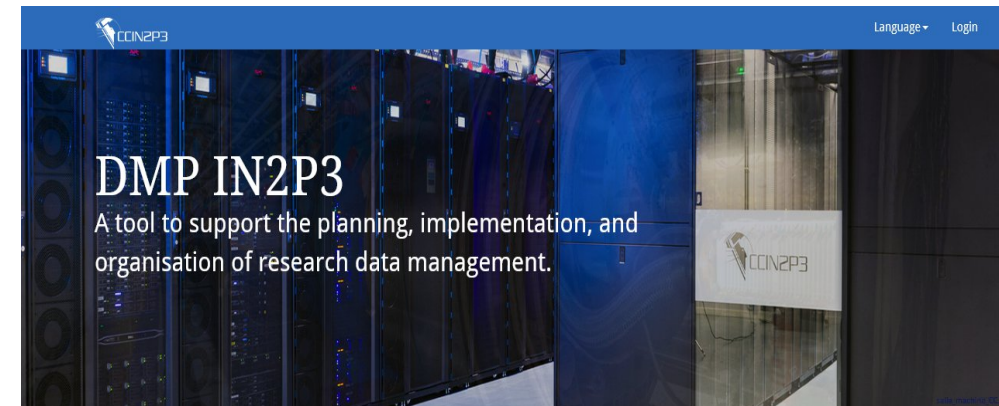 CCIN2P3
Language
Login
DMP IN2P3
A tool to support the planning, implementation, and
organisation of research data management.
CCIN2P3